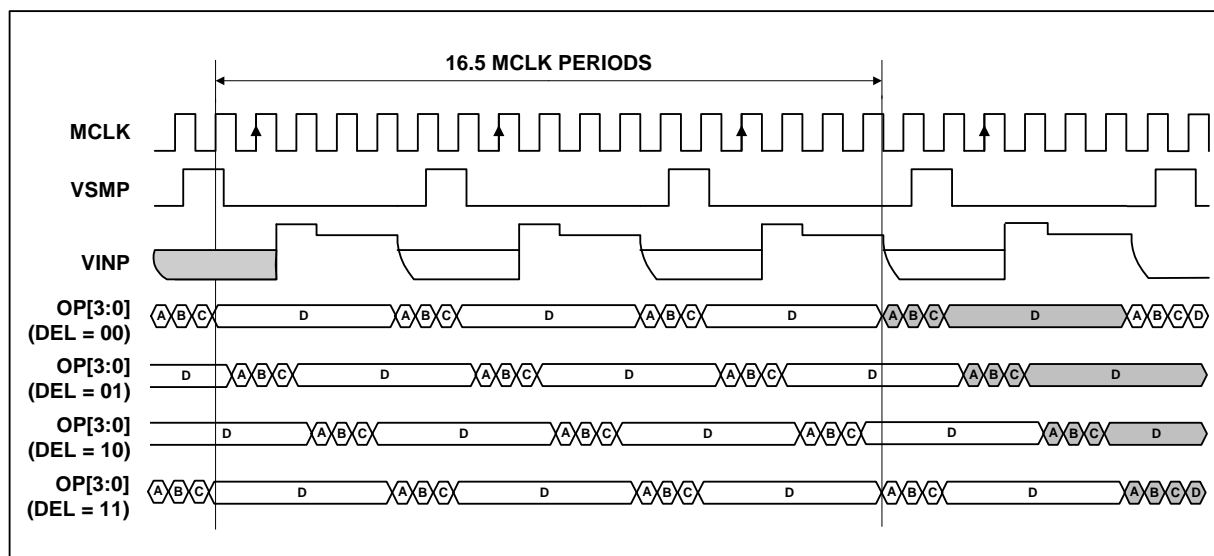 16.5 MCLK PERIODS
MCLK
VSMP
VINP
OP[3:0]
(DEL = 00)
A B C D A B C D A B C D A B C D A B C D
OP[3:0]
(DEL = 01)
D A B C D A B C D A B C D A B C D
OP[3:0]
(DEL = 10)
D A B C D A B C D A B C D A B C D
OP[3:0]
(DEL = 11)
A B C D A B C D A B C D A B C D A B C D